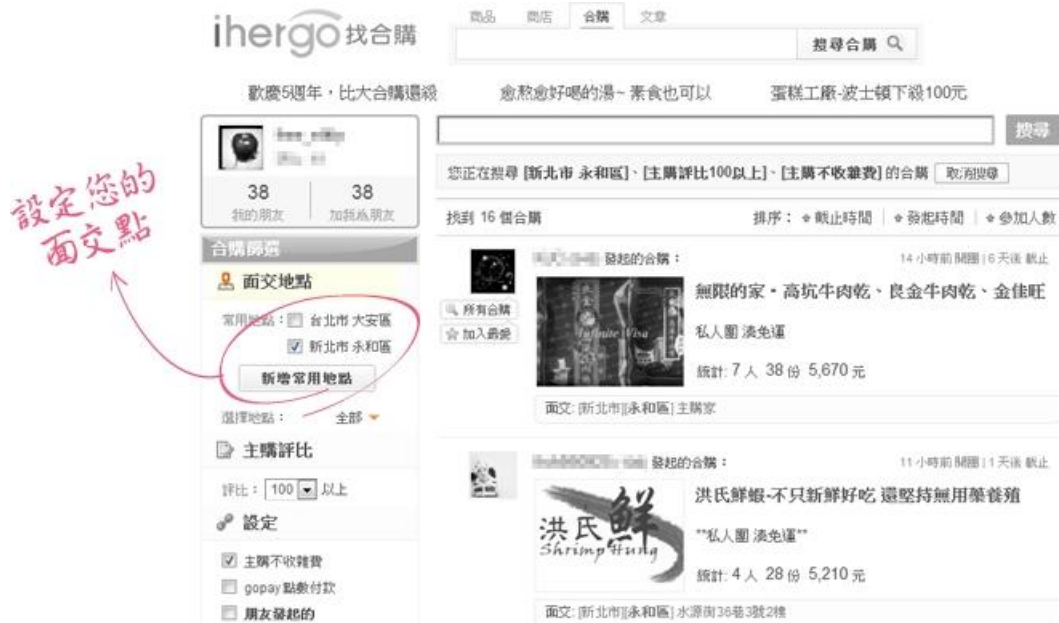 ihergo 找合購
商品 商店 合購 文章
搜尋合購
歡慶5週年，比大合購還殺 愈熬愈好喝的湯~ 素食也可以 蛋糕工廠-波士頓下殺100元
38 38
我的朋友 加我為朋友
設定您的
面交點
合購篩選
面交地點
常用地點：台北市 大安區
新北市 永和區
新增常用地點
選擇地點： 全部
主購評比
評比： 100 以上
設定
主購不收雜費
gopay 點數付款
朋友發起的
搜尋
您正在搜尋 [新北市 永和區]、[主購評比100以上]、[主購不收雜費] 的合購 取消搜尋
找到 16 個合購 排序： 截止時間 發起時間 參加人數
發起的合購： 14 小時前 開團 | 6 天後 截止
所有合購
加入最愛
無限的家‧高坑牛肉乾、良金牛肉乾、金佳旺
Infinite Visa
私人團 湊免運
統計: 7 人 38 份 5,670 元
面交: [新北市][永和區] 主購家
發起的合購： 11 小時前 開團 | 1 天後 截止
洪氏鮮蝦-不只新鮮好吃 還堅持無用藥養殖
洪氏鮮
Shrimp Hung
**私人團 湊免運**
統計: 4 人 28 份 5,210 元
面交: [新北市][永和區] 水源街36巷3號2樓